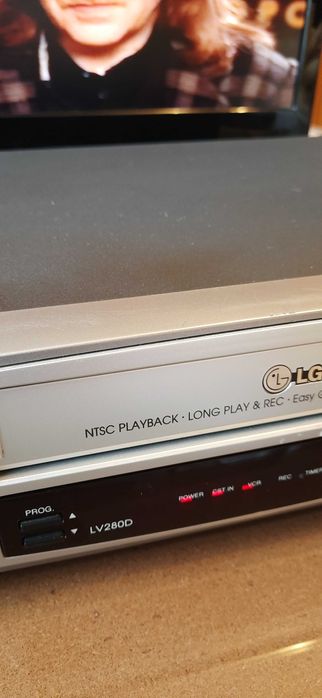 LG
NTSC PLAYBACK · LONG PLAY & REC · Easy
PROG.
POWER CST IN VCR REC TIMER
LV280D